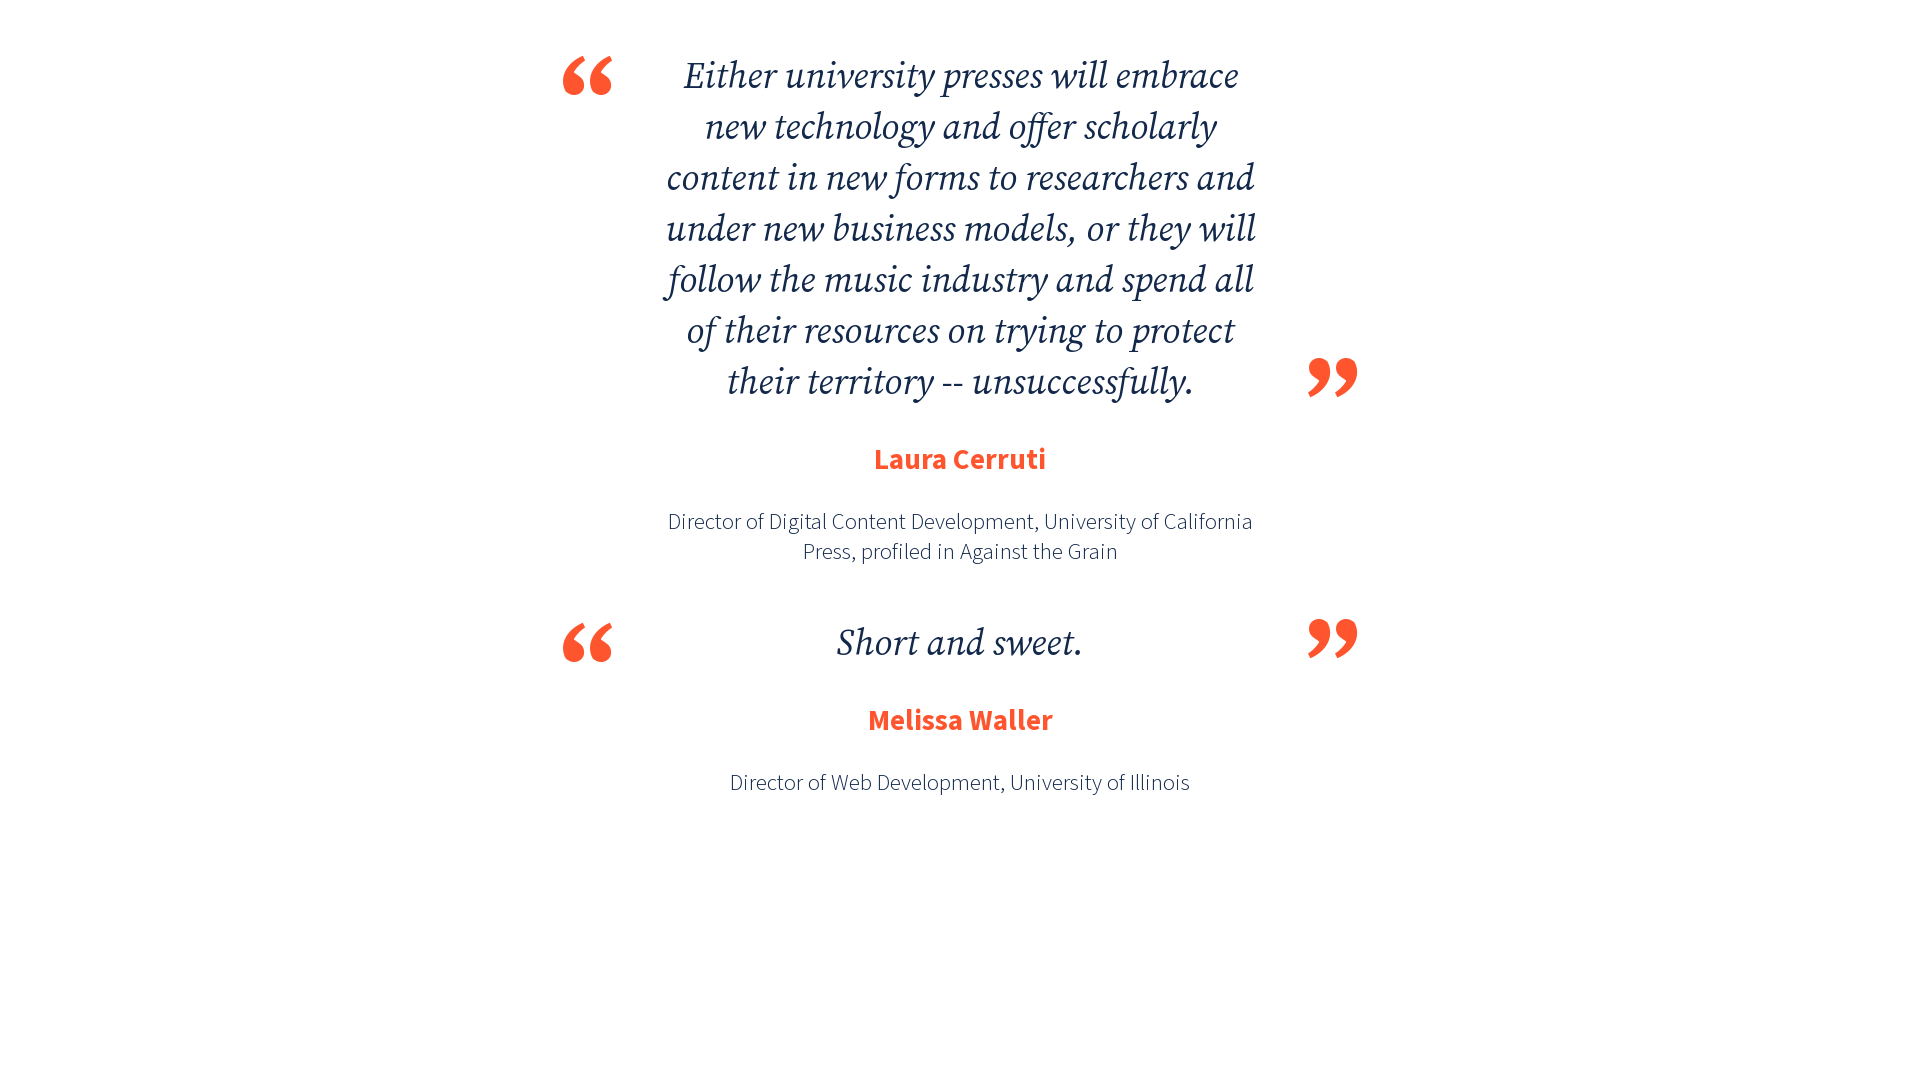 “ Either university presses will embrace
new technology and offer scholarly
content in new forms to researchers and
under new business models, or they will
follow the music industry and spend all
of their resources on trying to protect
their territory -- unsuccessfully. ”
Laura Cerruti
Director of Digital Content Development, University of California
Press, profiled in Against the Grain
“ Short and sweet. ”
Melissa Waller
Director of Web Development, University of Illinois